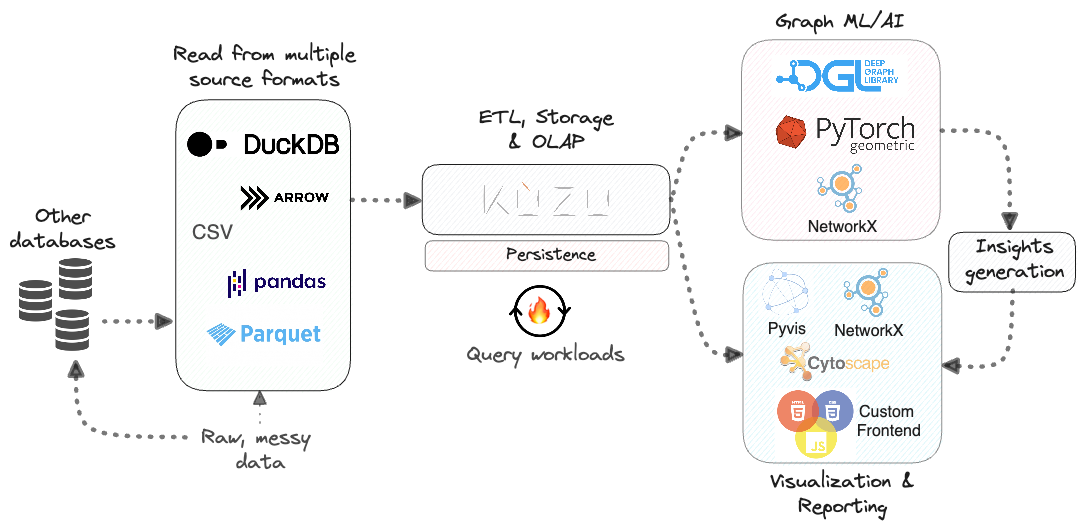 Graph ML/AI
Read from multiple
source formats
DEEP
GRAPH
LIBRARY
DGL
DuckDB
ETL, Storage
& OLAP
PyTorch
geometric
ARROW
KÙZU
NetworkX
CSV
Other
databases
Persistence
Insights
generation
pandas
Parquet
Query workloads
Pyvis
NetworkX
Cytoscape
HTML
5
CSS
3
JS
Custom
Frontend
Raw, messy
data
Visualization &
Reporting